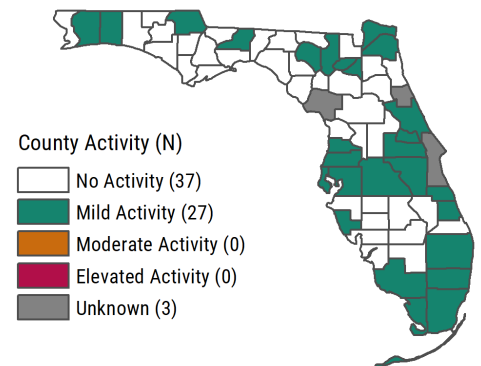 County Activity (N)
No Activity (37)
Mild Activity (27)
Moderate Activity (0)
Elevated Activity (0)
Unknown (3)